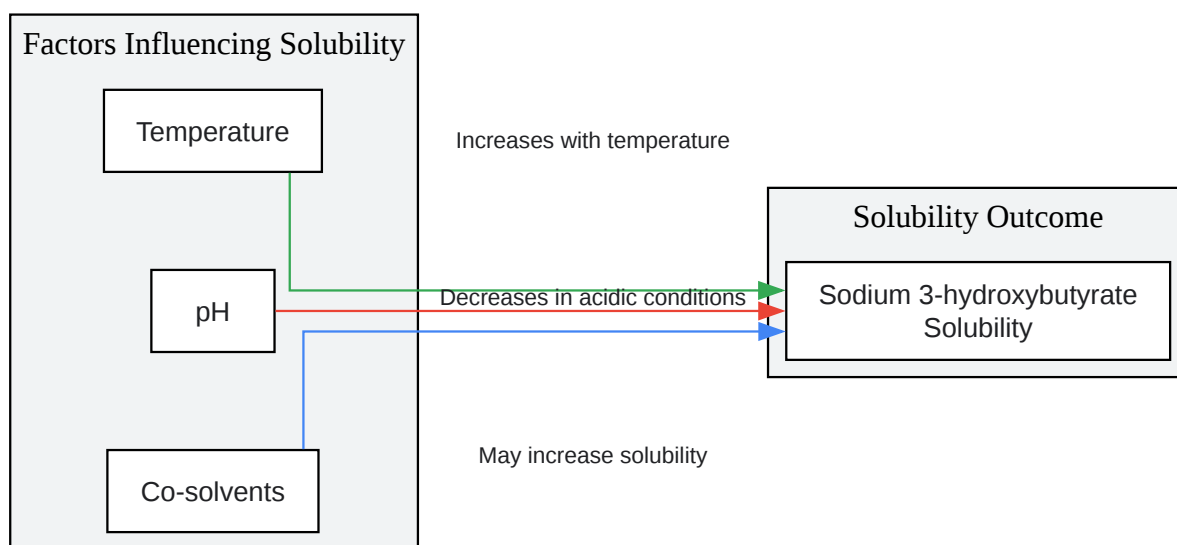 Factors Influencing Solubility
Temperature
Increases with temperature
Solubility Outcome
pH
Decreases in acidic conditions
Sodium 3-hydroxybutyrate
Solubility
Co-solvents
May increase solubility